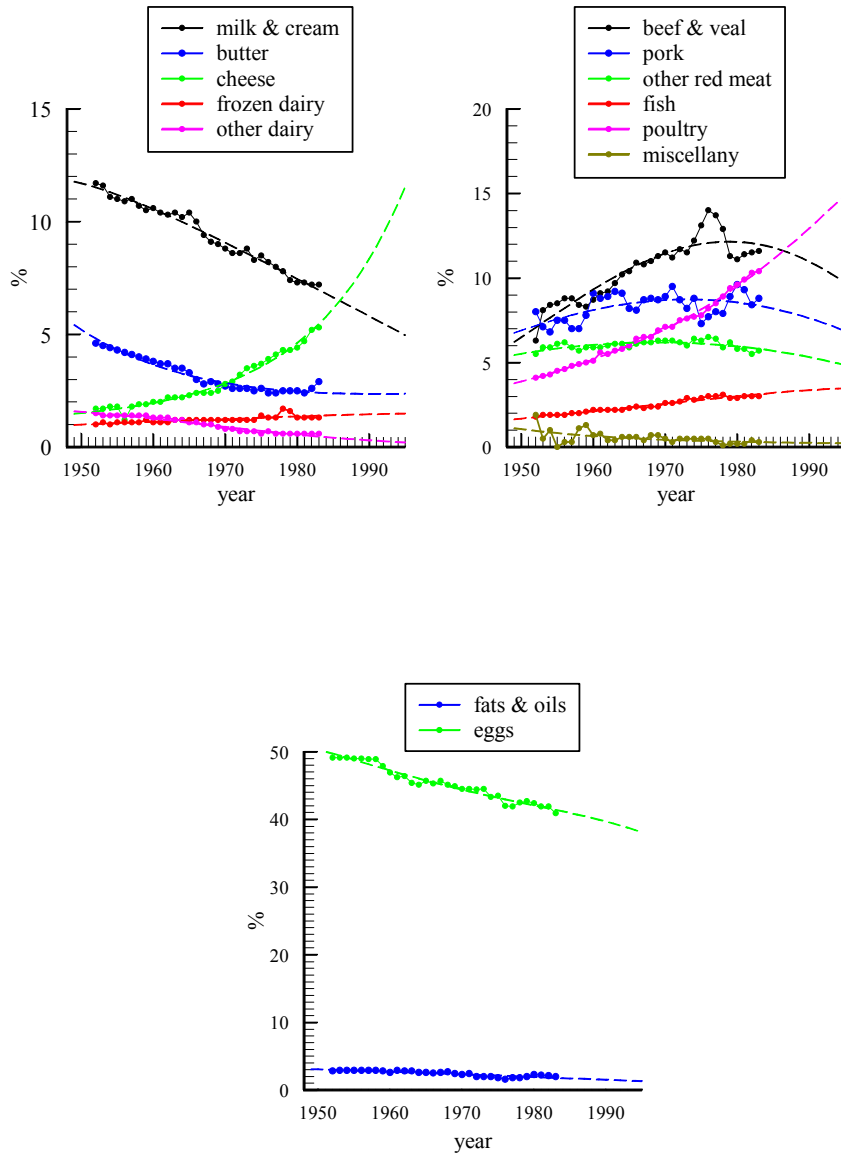 milk & cream
butter
cheese
frozen dairy
other dairy
15
10
5
0
%
1950 1960 1970 1980 1990
year
beef & veal
pork
other red meat
fish
poultry
miscellany
20
15
10
5
0
%
1950 1960 1970 1980 1990
year
fats & oils
eggs
50
40
30
20
10
0
%
1950 1960 1970 1980 1990
year